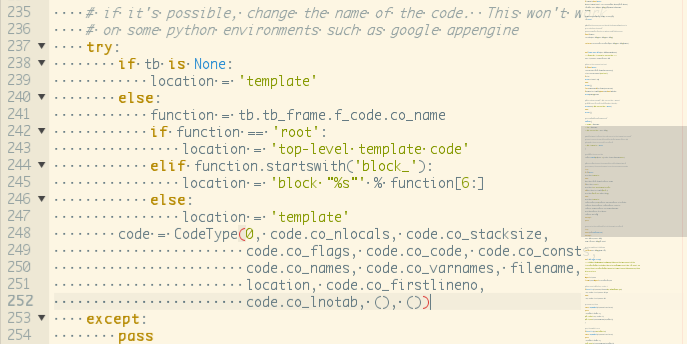 235 # if it's possible, change the name of the code. This won't w
236 # on some python environments such as google appengine
237 try:
238 if tb is None:
239 location = 'template'
240 else:
241 function = tb.tb_frame.f_code.co_name
242 if function == 'root':
243 location = 'top-level template code'
244 elif function.startswith('block_'):
245 location = 'block "%s"' % function[6:]
246 else:
247 location = 'template'
248 code = CodeType(0, code.co_nlocals, code.co_stacksize,
249 code.co_flags, code.co_code, code.co_const
250 code.co_names, code.co_varnames, filename,
251 location, code.co_firstlineno,
252 code.co_lnotab, (), ())
253 except:
254 pass